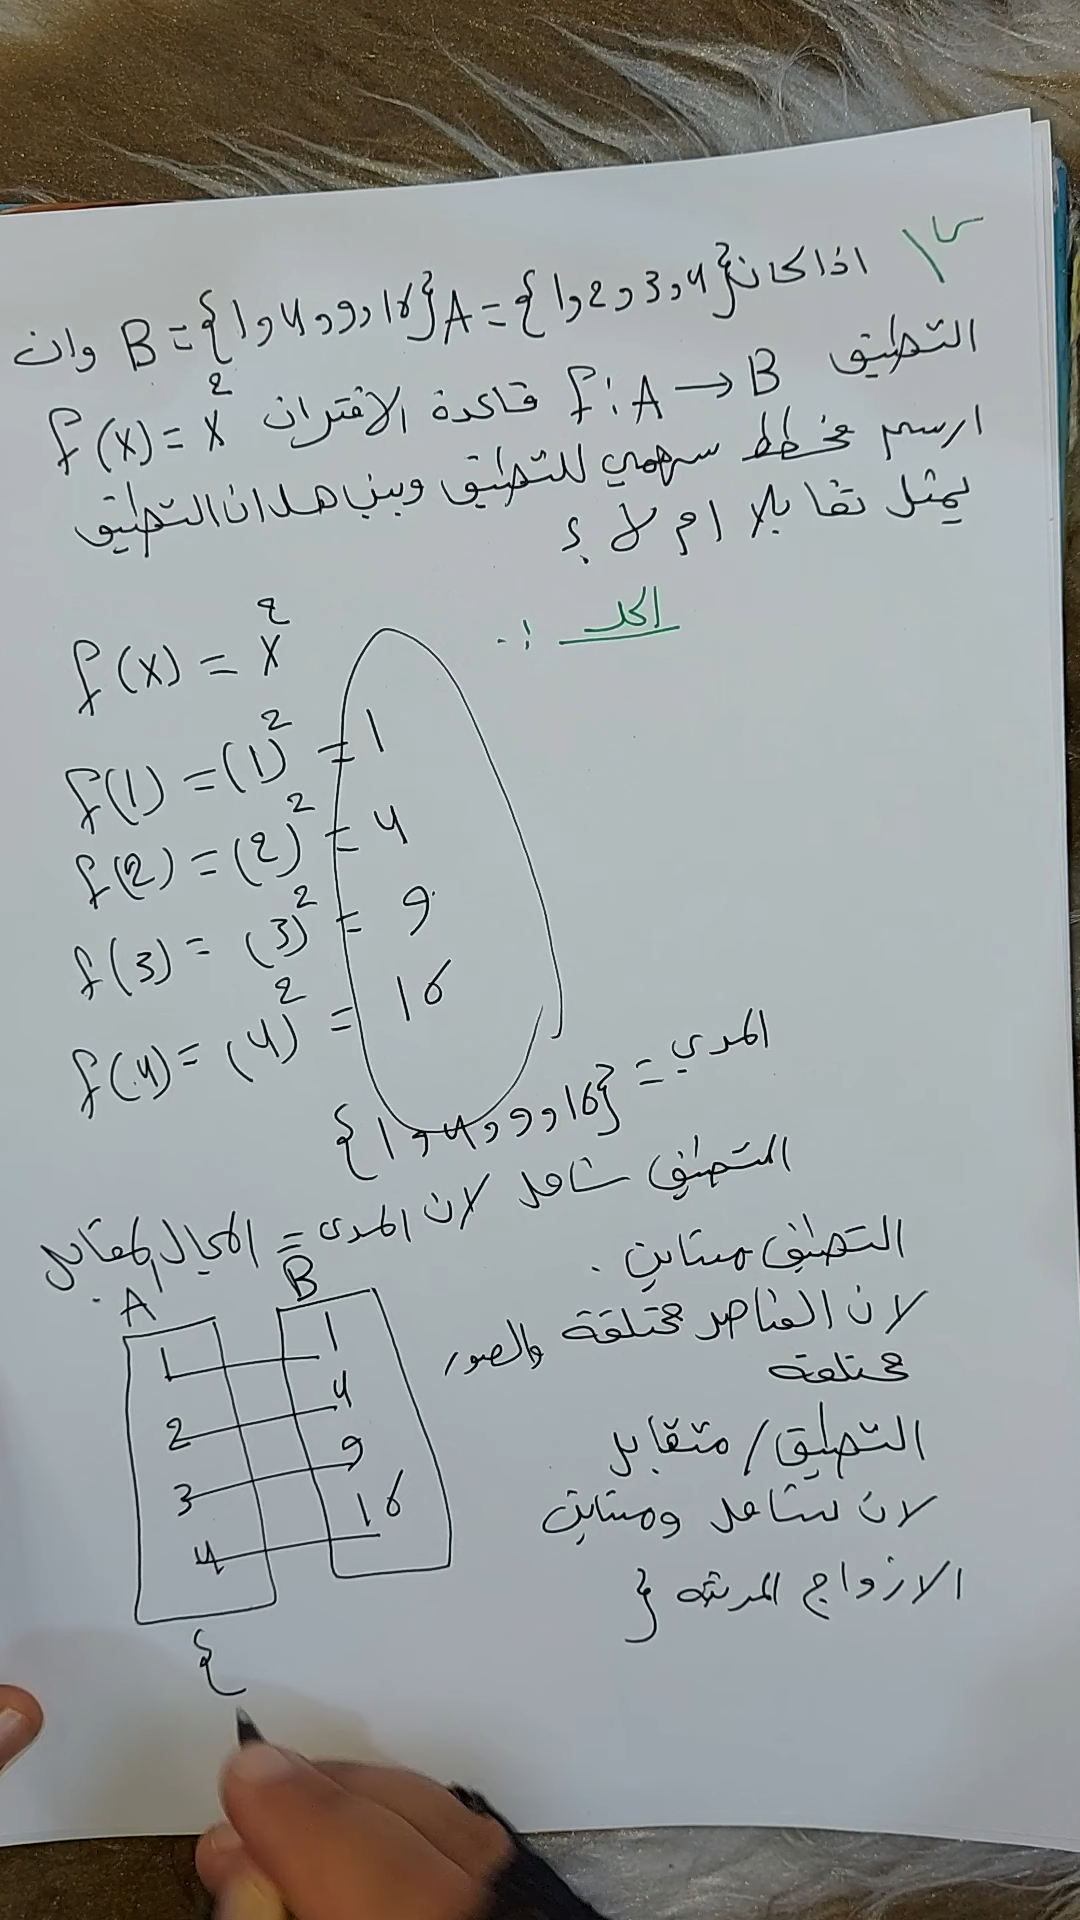 س/ اذا كان A={1,2,3,4} B={1,4,9,16} وان
التطبيق f:A→B قاعدة الاقتران f(x)=x²
ارسم مخطط سهمي للتطبيق وبين هل ان التطبيق
يمثل تقابلا ام لا؟
الحل :.
f(x) = x²
f(1) = (1)² = 1
f(2) = (2)² = 4
f(3) = (3)² = 9
f(4) = (4)² = 16
المدى = {1,4,9,16}
التطبيق شامل لان المدى = المجال المقابل
التطبيق متباين.
لان العناصر مختلفة والصور
مختلفة
التطبيق/ متقابل
لان شامل ومتباين
الازواج المرتبه {
A B
1 1
2 4
3 9
4 16
{